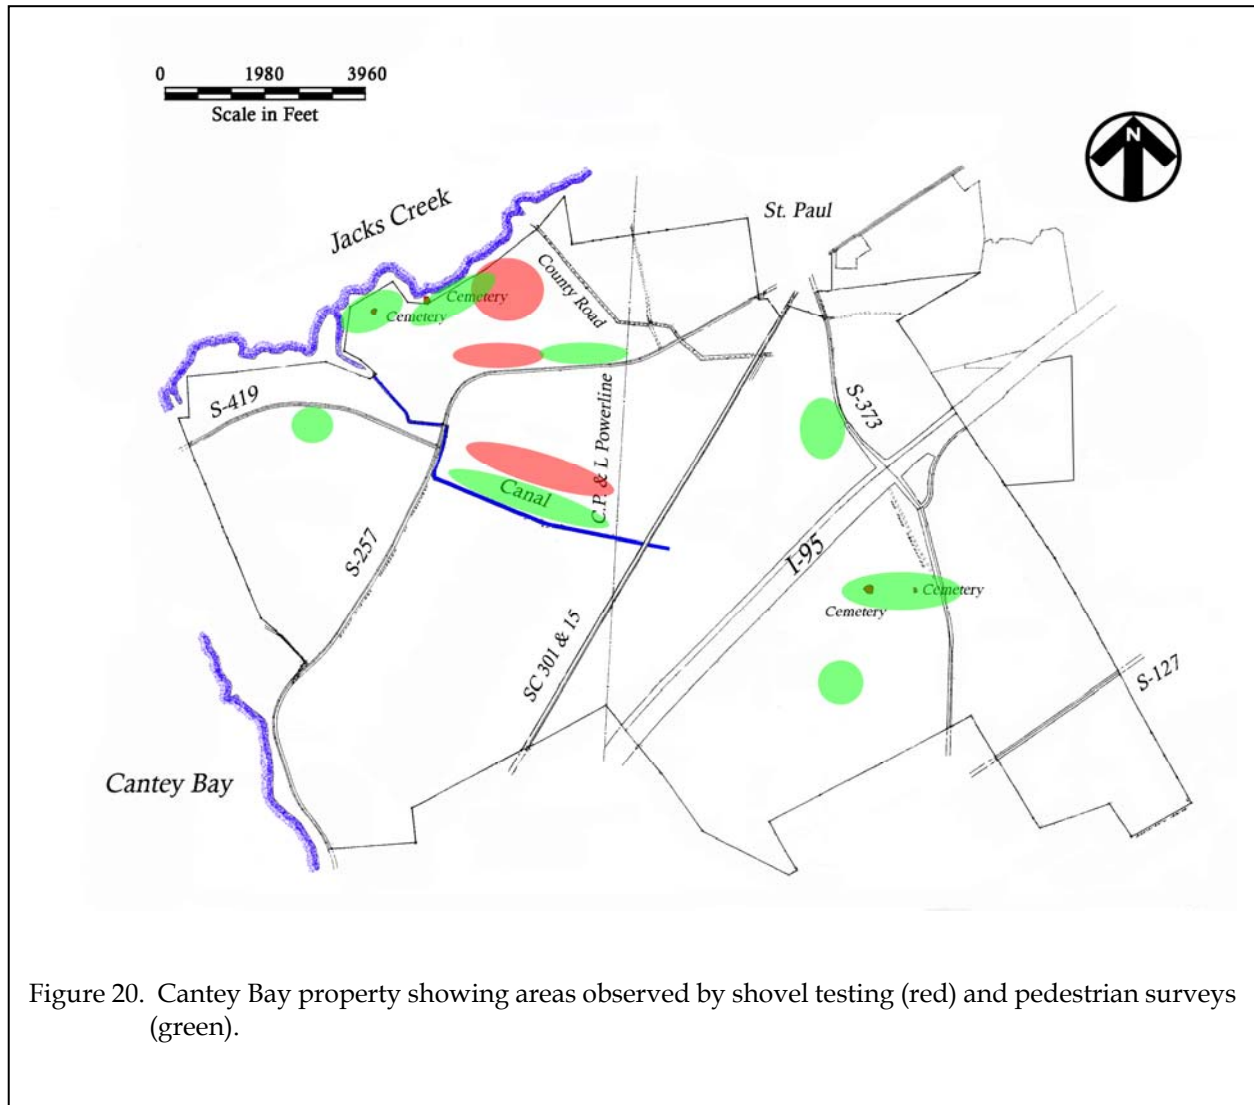 0 1980 3960
Scale in Feet
N
Jacks Creek
St. Paul
County Road
Cemetery
Cemetery
S-419
S-373
C.P. & L Powerline
Canal
S-257
I-95
Cemetery
Cemetery
SC 301 & 15
S-127
Cantey Bay
Figure 20. Cantey Bay property showing areas observed by shovel testing (red) and pedestrian surveys
(green).